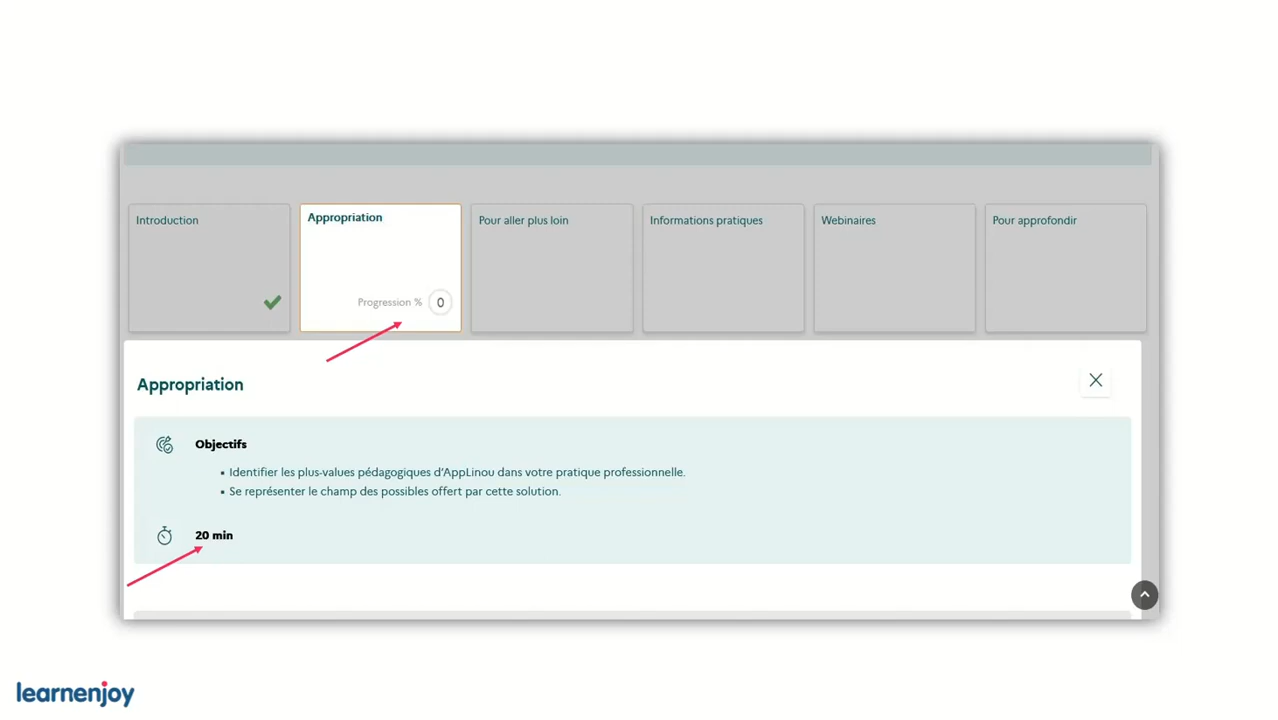 Introduction
Appropriation
Pour aller plus loin
Informations pratiques
Webinaires
Pour approfondir
Progression % 0
Appropriation
Objectifs
▪ Identifier les plus-values pédagogiques d'AppLinou dans votre pratique professionnelle.
▪ Se représenter le champ des possibles offert par cette solution.
20 min
learnenjoy